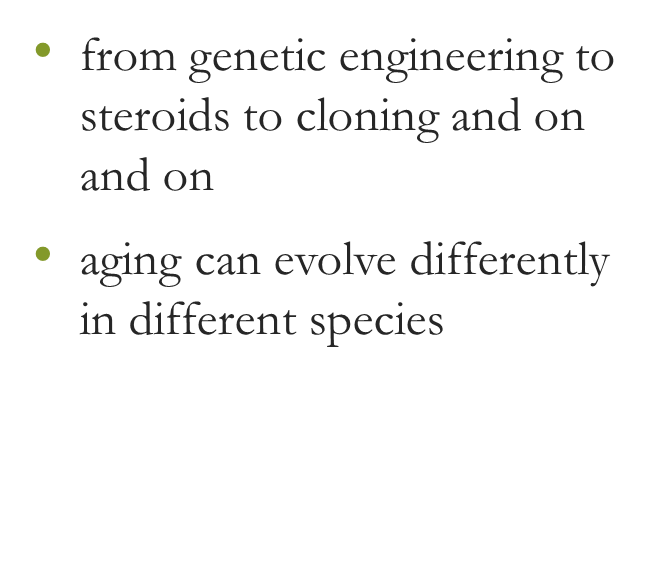 • from genetic engineering to
steroids to cloning and on
and on
• aging can evolve differently
in different species